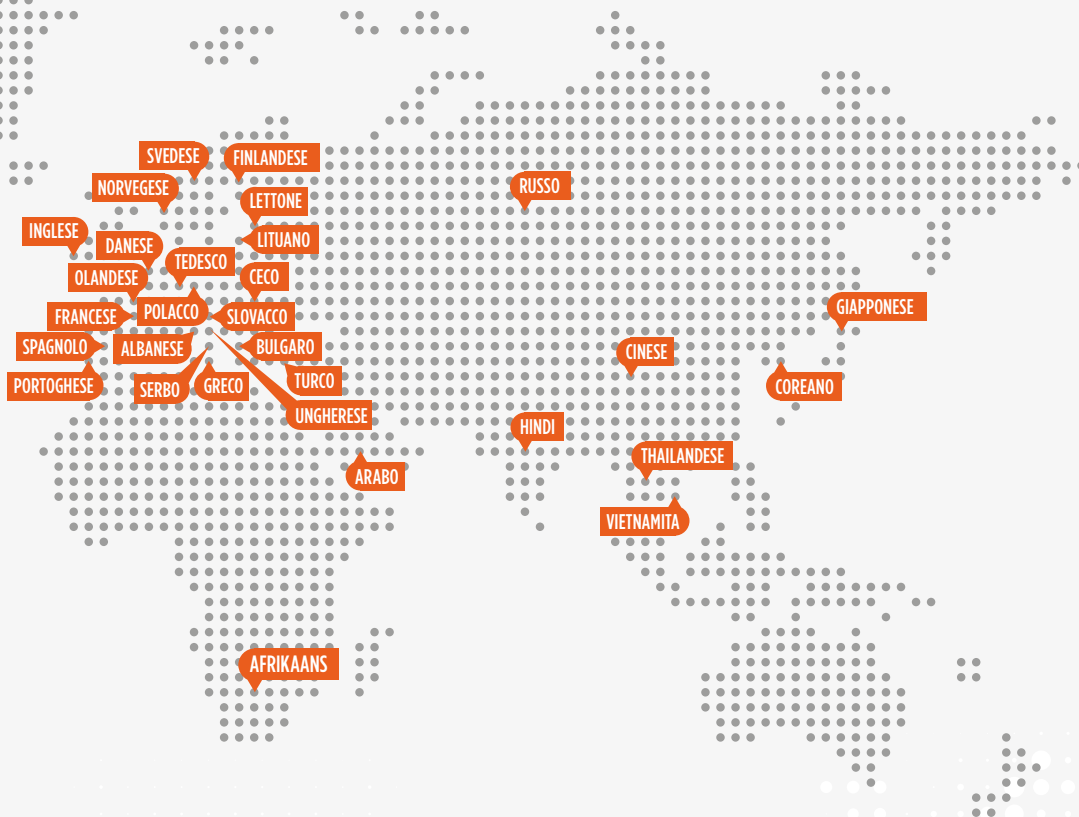 SVEDESE
FINLANDESE
RUSSO
NORVEGESE
LETTONE
INGLESE
DANESE
LITUANO
TEDESCO
OLANDESE
CECO
GIAPPONESE
FRANCESE
POLACCO
SLOVACCO
SPAGNOLO
ALBANESE
BULGARO
CINESE
PORTOGHESE
SERBO
GRECO
TURCO
COREANO
UNGHERESE
HINDI
THAILANDESE
ARABO
VIETNAMITA
AFRIKAANS